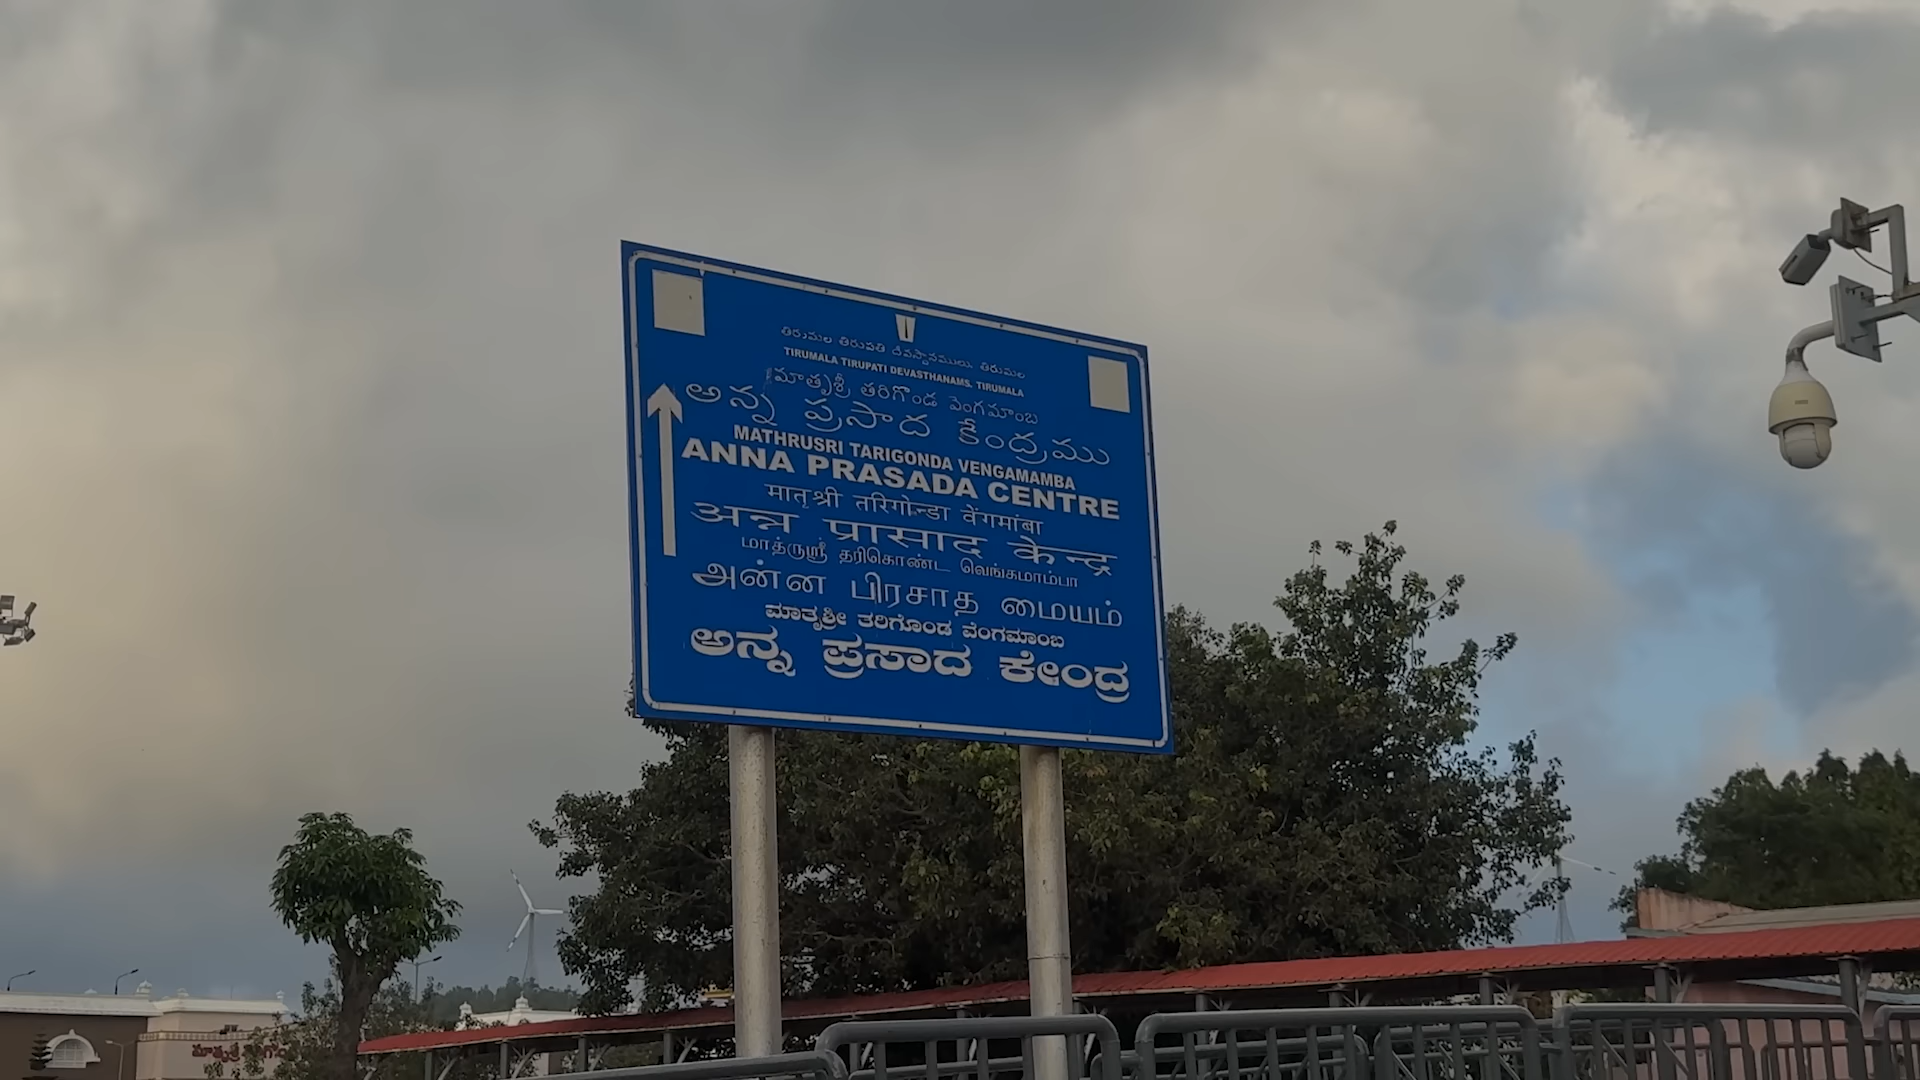 తిరుమల తిరుపతి దేవస్థానములు, తిరుమల
TIRUMALA TIRUPATI DEVASTHANAMS, TIRUMALA
మాతృశ్రీ తరిగొండ వెంగమాంబ
అన్న ప్రసాద కేంద్రము
MATHRUSRI TARIGONDA VENGAMAMBA
ANNA PRASADA CENTRE
मातृश्री तरिगोन्डा वेंगमांबा
अन्न प्रासाद केन्द्र
மாத்ருஸ்ரீ தரிகொண்ட வெங்கமாம்பா
அன்ன பிரசாத மையம்
ಮಾತೃಶ್ರೀ ತರಿಗೊಂಡ ವೆಂಗಮಾಂಬ
ಅನ್ನ ಪ್ರಸಾದ ಕೇಂದ್ರ
మాతృశ్రీ